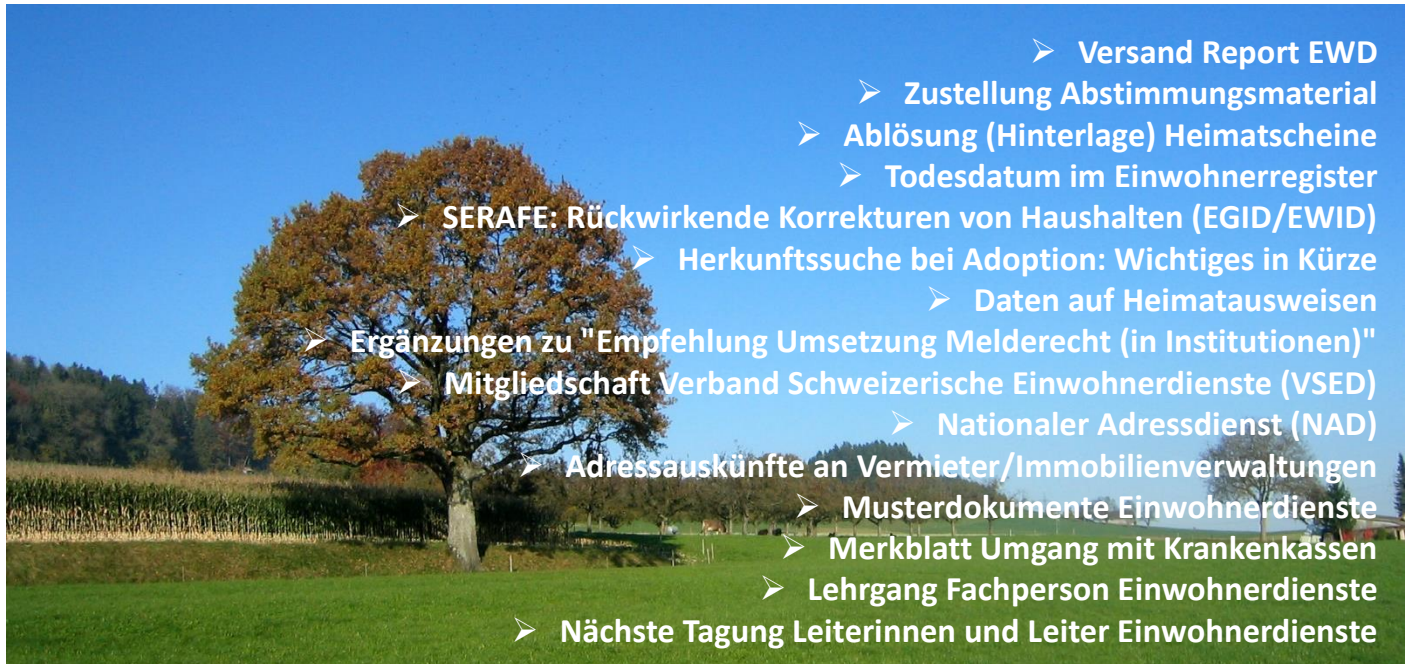 ➢ Versand Report EWD
➢ Zustellung Abstimmungsmaterial
➢ Ablösung (Hinterlage) Heimatscheine
➢ Todesdatum im Einwohnerregister
➢ SERAFE: Rückwirkende Korrekturen von Haushalten (EGID/EWID)
➢ Herkunftssuche bei Adoption: Wichtiges in Kürze
➢ Daten auf Heimatausweisen
➢ Ergänzungen zu "Empfehlung Umsetzung Melderecht (in Institutionen)"
➢ Mitgliedschaft Verband Schweizerische Einwohnerdienste (VSED)
➢ Nationaler Adressdienst (NAD)
➢ Adressauskünfte an Vermieter/Immobilienverwaltungen
➢ Musterdokumente Einwohnerdienste
➢ Merkblatt Umgang mit Krankenkassen
➢ Lehrgang Fachperson Einwohnerdienste
➢ Nächste Tagung Leiterinnen und Leiter Einwohnerdienste